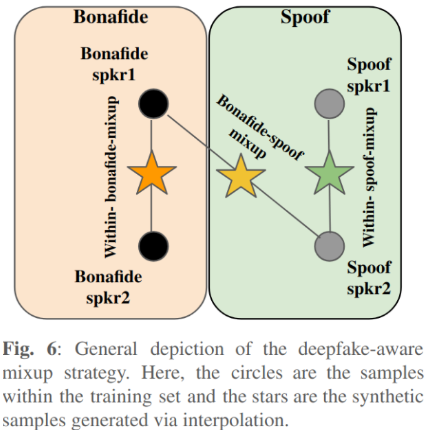 Bonafide
Spoof
Bonafide
spkr1
Spoof
spkr1
Within- bonafide-mixup
Bonafide-spoof
mixup
Within- spoof-mixup
Bonafide
spkr2
Spoof
spkr2
Fig. 6: General depiction of the deepfake-aware
mixup strategy. Here, the circles are the samples
within the training set and the stars are the synthetic
samples generated via interpolation.